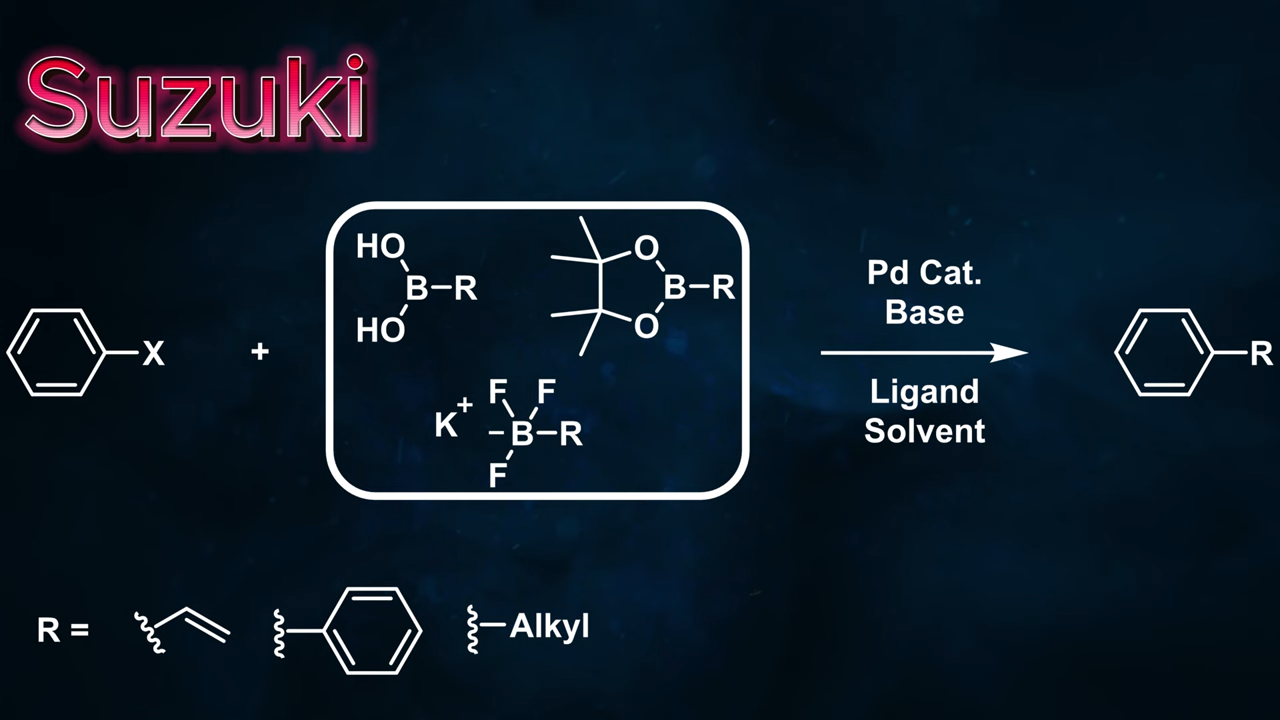 Suzuki
HO
B–R
HO
O
B–R
O
X
+
F F
K+
–B–R
F
Pd Cat.
Base
Ligand
Solvent
R
R =
Alkyl